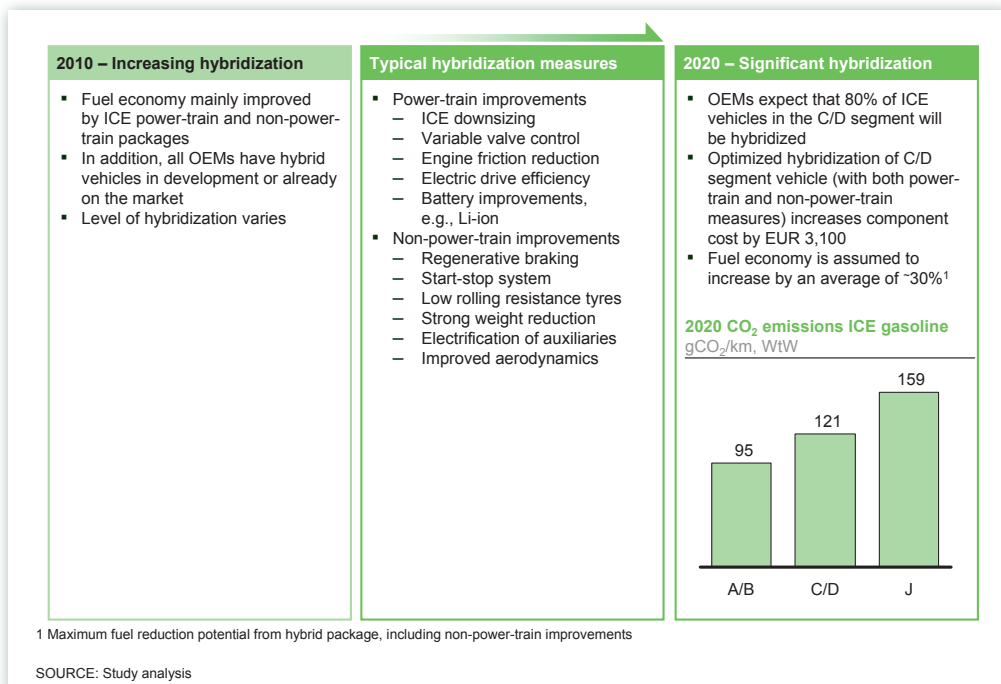 2010 – Increasing hybridization
▪ Fuel economy mainly improved
by ICE power-train and non-power-
train packages
▪ In addition, all OEMs have hybrid
vehicles in development or already
on the market
▪ Level of hybridization varies
Typical hybridization measures
▪ Power-train improvements
– ICE downsizing
– Variable valve control
– Engine friction reduction
– Electric drive efficiency
– Battery improvements,
e.g., Li-ion
▪ Non-power-train improvements
– Regenerative braking
– Start-stop system
– Low rolling resistance tyres
– Strong weight reduction
– Electrification of auxiliaries
– Improved aerodynamics
2020 – Significant hybridization
▪ OEMs expect that 80% of ICE
vehicles in the C/D segment will
be hybridized
▪ Optimized hybridization of C/D
segment vehicle (with both power-
train and non-power-train
measures) increases component
cost by EUR 3,100
▪ Fuel economy is assumed to
increase by an average of ~30%¹
2020 CO₂ emissions ICE gasoline
gCO₂/km, WtW
95
121
159
A/B
C/D
J
1 Maximum fuel reduction potential from hybrid package, including non-power-train improvements
SOURCE: Study analysis